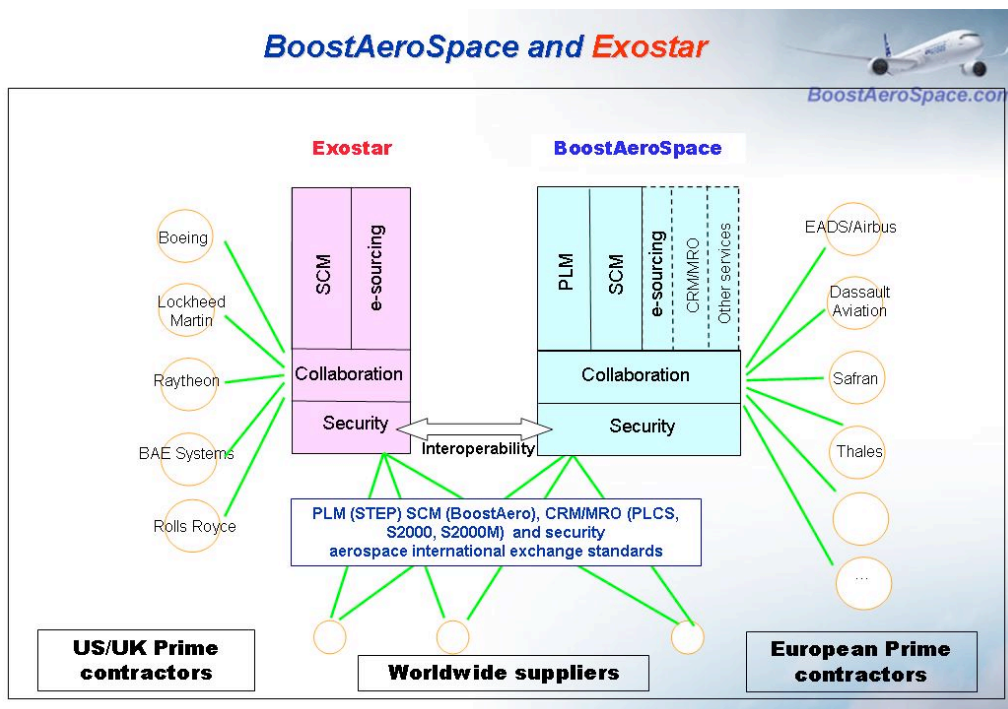 BoostAeroSpace and Exostar
BoostAeroSpace.com
Exostar
BoostAeroSpace
SCM
e-sourcing
Collaboration
Security
PLM
SCM
e-sourcing
CRM/MRO
Other services
Collaboration
Security
Interoperability
Boeing
Lockheed
Martin
Raytheon
BAE Systems
Rolls Royce
EADS/Airbus
Dassault
Aviation
Safran
Thales
...
PLM (STEP) SCM (BoostAero), CRM/MRO (PLCS,
S2000, S2000M) and security
aerospace international exchange standards
US/UK Prime
contractors
Worldwide suppliers
European Prime
contractors